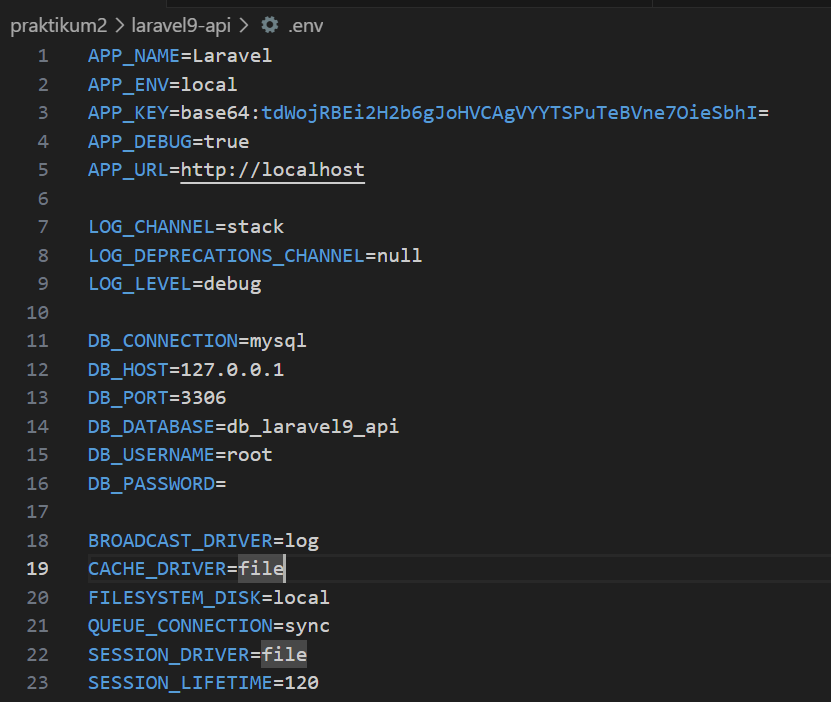 praktikum2 > laravel9-api > .env
1 APP_NAME=Laravel
2 APP_ENV=local
3 APP_KEY=base64:tdWojRBEi2H2b6gJoHVCAgVYYTSPuTeBVne7OieSbhI=
4 APP_DEBUG=true
5 APP_URL=http://localhost
6
7 LOG_CHANNEL=stack
8 LOG_DEPRECATIONS_CHANNEL=null
9 LOG_LEVEL=debug
10
11 DB_CONNECTION=mysql
12 DB_HOST=127.0.0.1
13 DB_PORT=3306
14 DB_DATABASE=db_laravel9_api
15 DB_USERNAME=root
16 DB_PASSWORD=
17
18 BROADCAST_DRIVER=log
19 CACHE_DRIVER=file
20 FILESYSTEM_DISK=local
21 QUEUE_CONNECTION=sync
22 SESSION_DRIVER=file
23 SESSION_LIFETIME=120